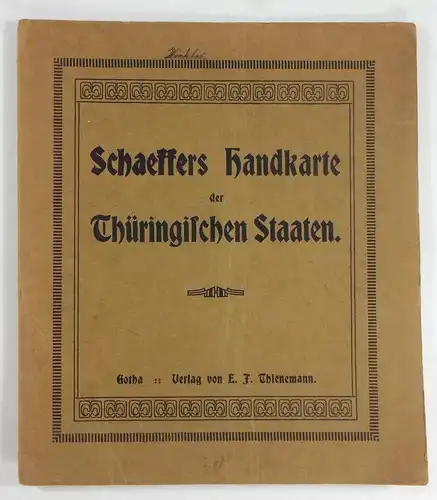 Schaeffers Handkarte
der
Thüringiſchen Staaten.
Gotha :: Verlag von E. F. Thienemann.